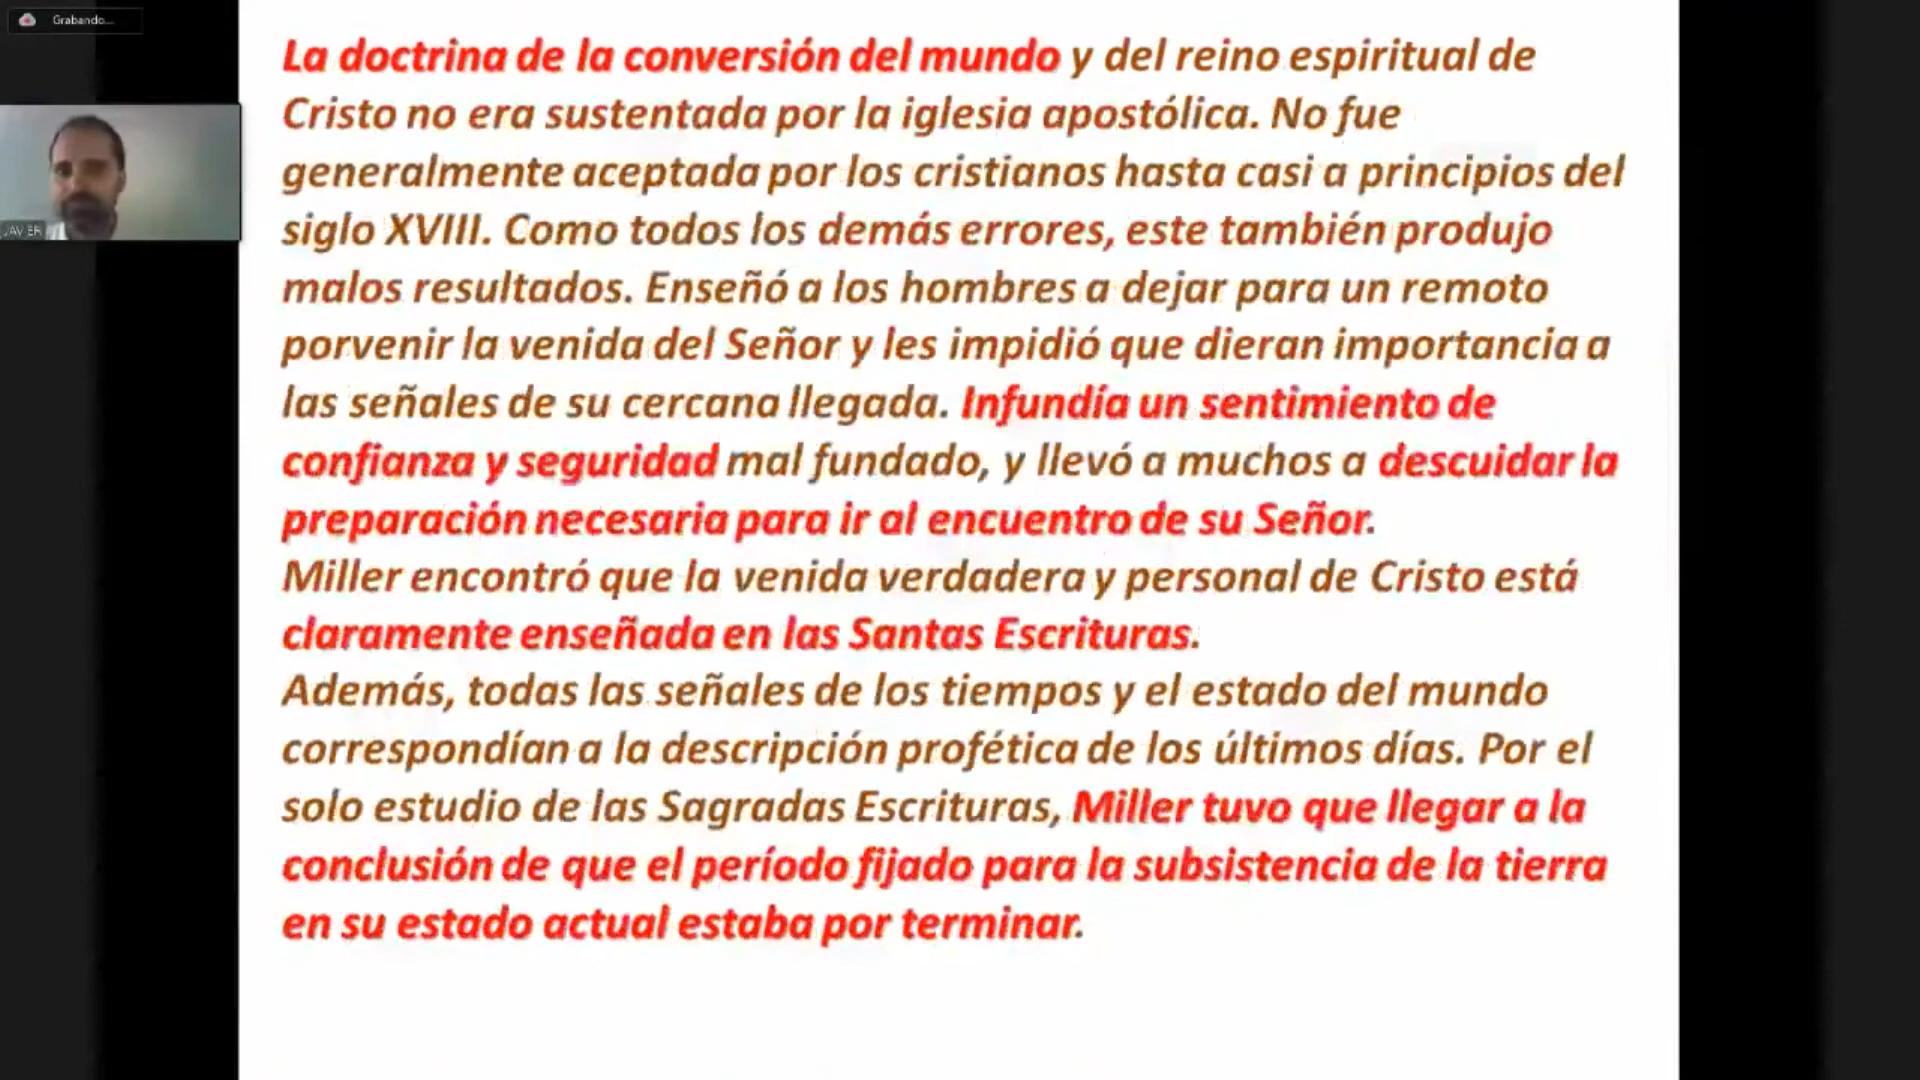 Grabando...
La doctrina de la conversión del mundo y del reino espiritual de
Cristo no era sustentada por la iglesia apostólica. No fue
generalmente aceptada por los cristianos hasta casi a principios del
siglo XVIII. Como todos los demás errores, este también produjo
malos resultados. Enseñó a los hombres a dejar para un remoto
porvenir la venida del Señor y les impidió que dieran importancia a
las señales de su cercana llegada. Infundía un sentimiento de
confianza y seguridad mal fundado, y llevó a muchos a descuidar la
preparación necesaria para ir al encuentro de su Señor.
Miller encontró que la venida verdadera y personal de Cristo está
claramente enseñada en las Santas Escrituras.
Además, todas las señales de los tiempos y el estado del mundo
correspondían a la descripción profética de los últimos días. Por el
solo estudio de las Sagradas Escrituras, Miller tuvo que llegar a la
conclusión de que el período fijado para la subsistencia de la tierra
en su estado actual estaba por terminar.
JAVIER